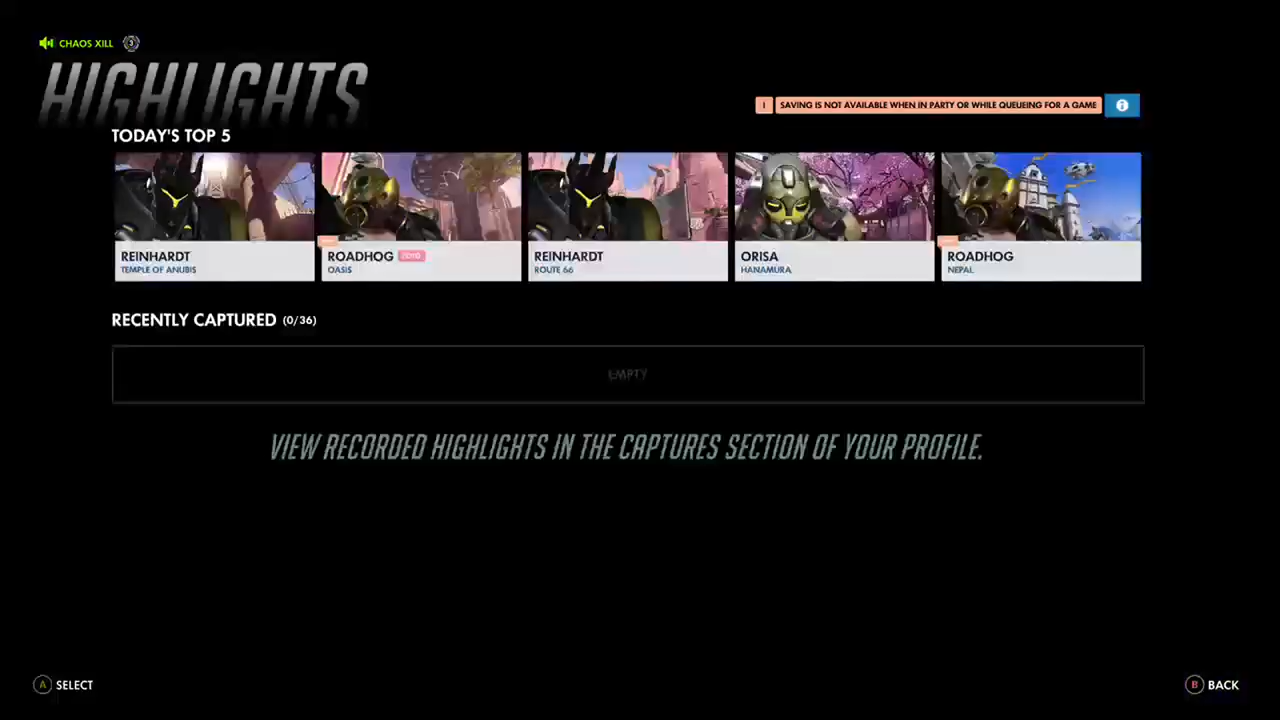 CHAOS XILL 3
HIGHLIGHTS
! SAVING IS NOT AVAILABLE WHEN IN PARTY OR WHILE QUEUEING FOR A GAME
TODAY'S TOP 5
REINHARDT
TEMPLE OF ANUBIS
ROADHOG
OASIS
REINHARDT
ROUTE 66
ORISA
HANAMURA
ROADHOG
NEPAL
RECENTLY CAPTURED (0/36)
EMPTY
VIEW RECORDED HIGHLIGHTS IN THE CAPTURES SECTION OF YOUR PROFILE.
A SELECT
B BACK